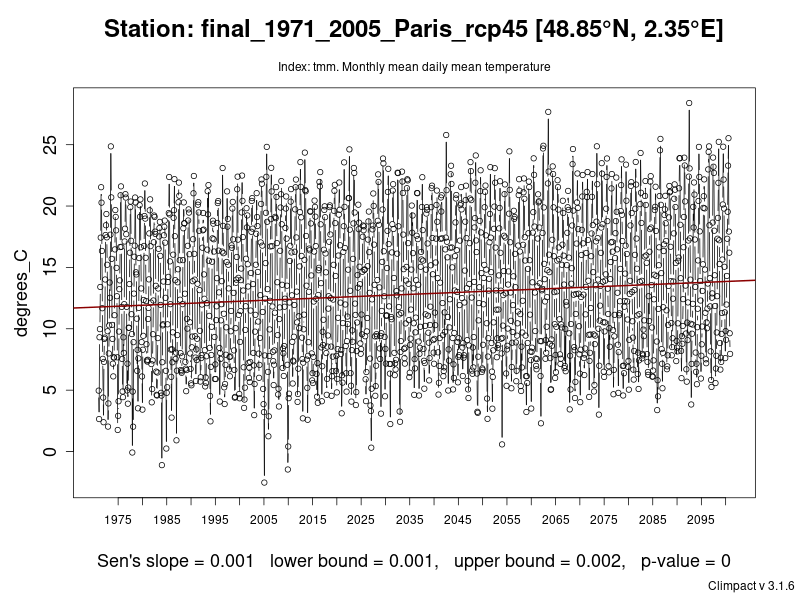 Station: final_1971_2005_Paris_rcp45 [48.85°N, 2.35°E]
Index: tmm. Monthly mean daily mean temperature
25
20
15
10
5
0
degrees_C
1975 1985 1995 2005 2015 2025 2035 2045 2055 2065 2075 2085 2095
Sen's slope = 0.001 lower bound = 0.001, upper bound = 0.002, p-value = 0
Climpact v 3.1.6